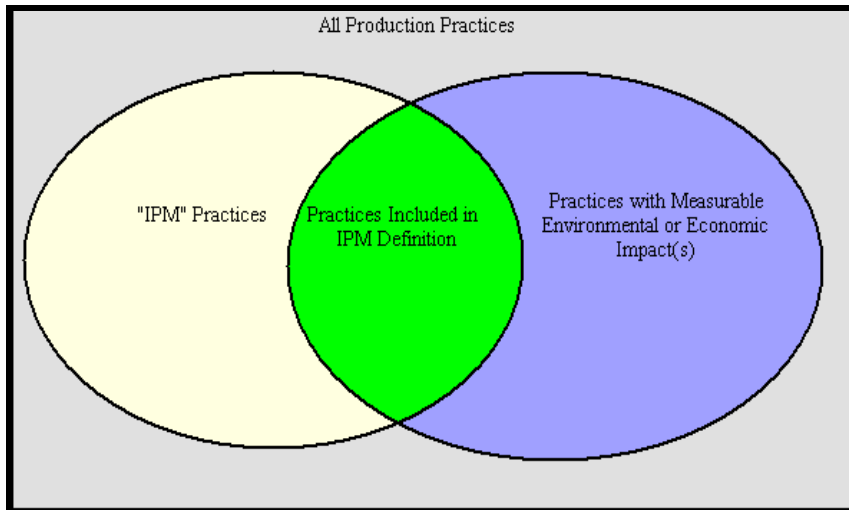 All Production Practices
"IPM" Practices
Practices Included in
IPM Definition
Practices with Measurable
Environmental or Economic
Impact(s)